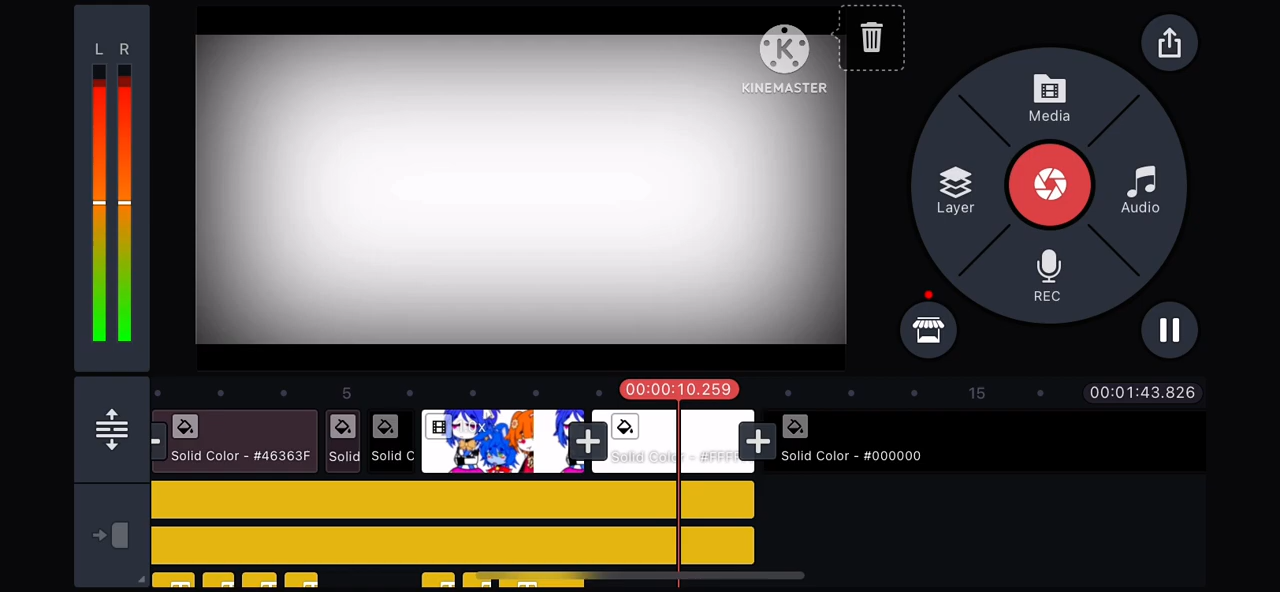 L R
KINEMASTER
Media
Layer
Audio
REC
5
00:00:10.259
15
00:01:43.826
Solid Color - #46363F
Solid
Solid C
Solid Color - #FFFF
Solid Color - #000000